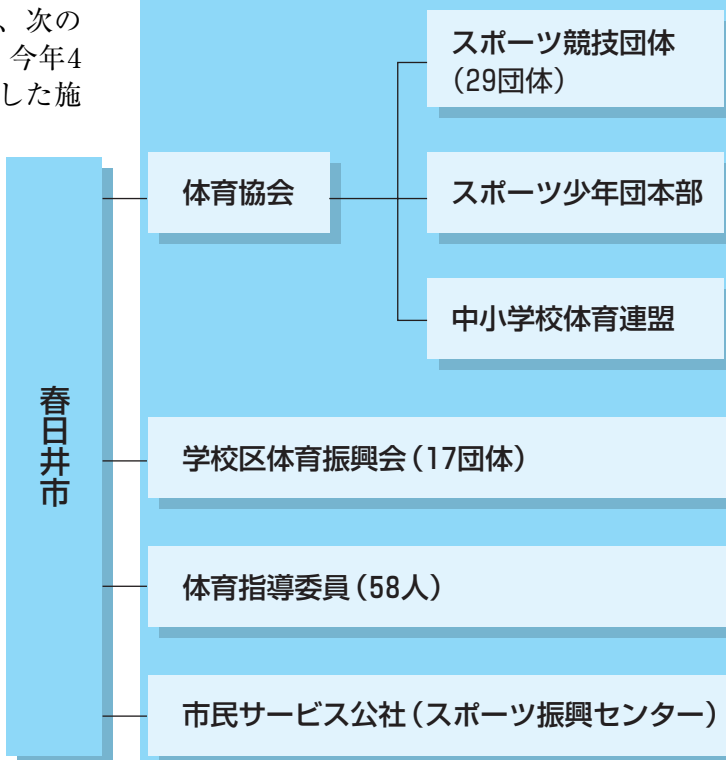 、次の
今年4
した施
スポーツ競技団体
(29団体)
体育協会
スポーツ少年団本部
中小学校体育連盟
春日井市
学校区体育振興会(17団体)
体育指導委員(58人)
市民サービス公社(スポーツ振興センター)